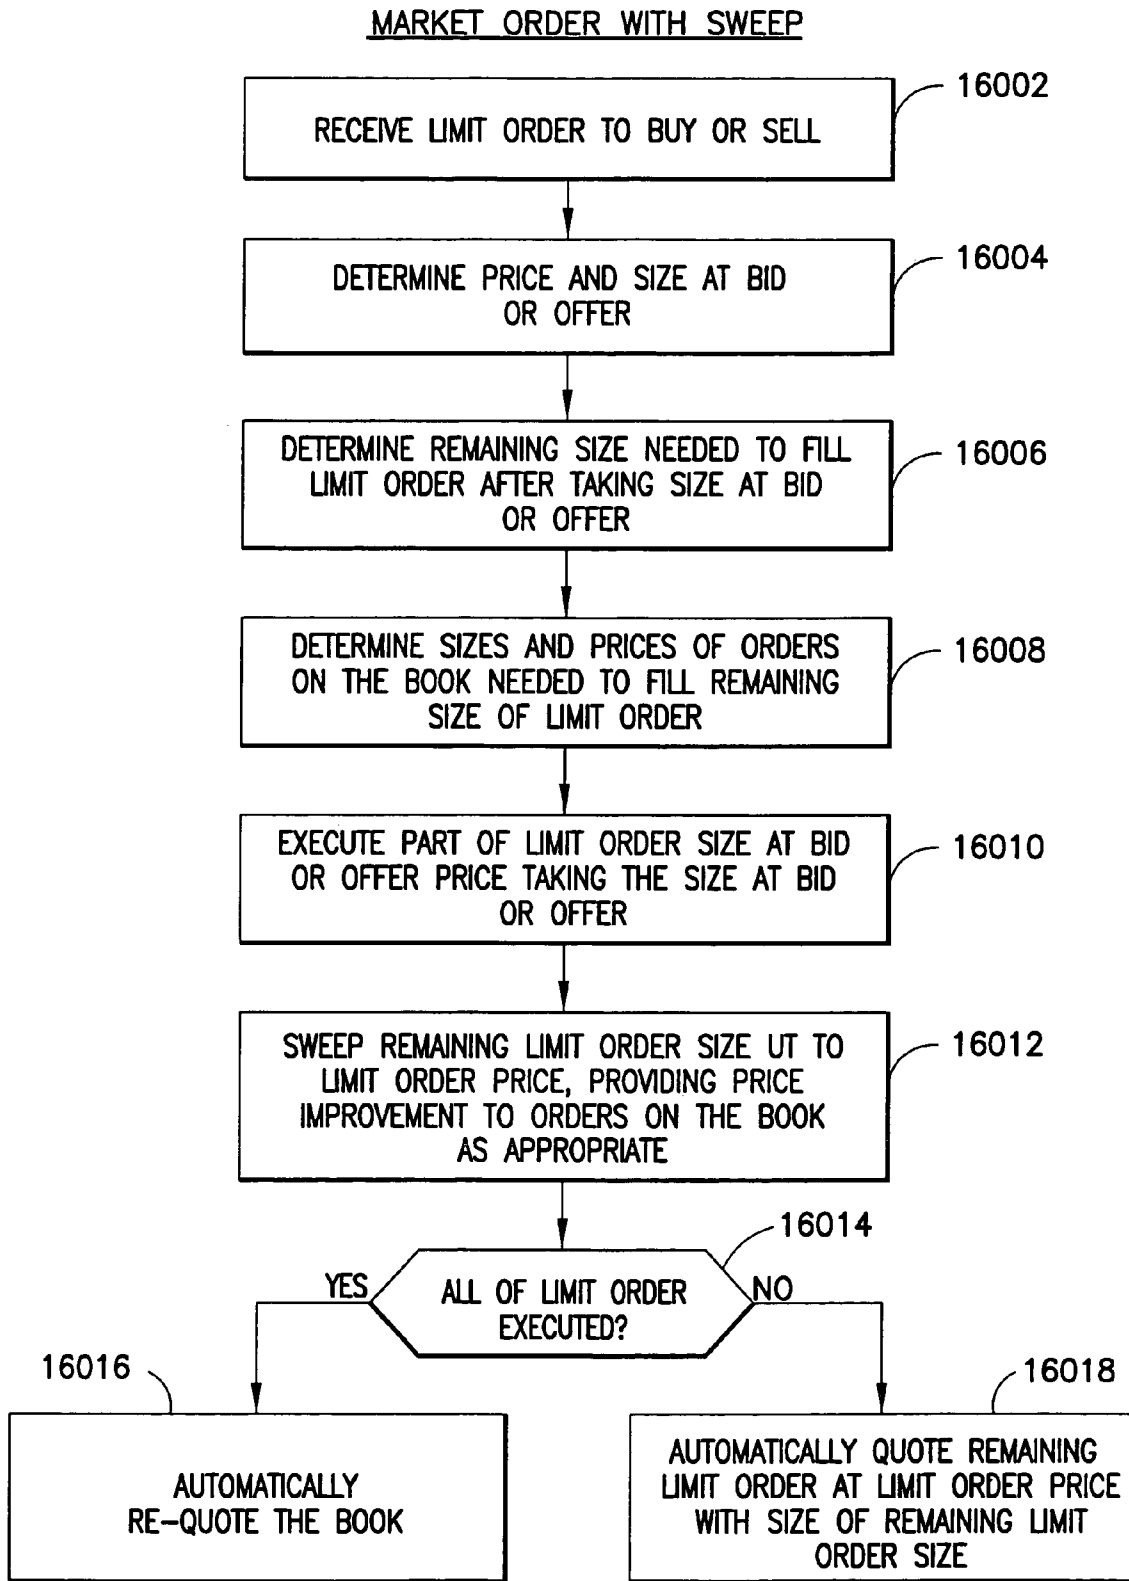 MARKET ORDER WITH SWEEP
16002
RECEIVE LIMIT ORDER TO BUY OR SELL
16004
DETERMINE PRICE AND SIZE AT BID
OR OFFER
16006
DETERMINE REMAINING SIZE NEEDED TO FILL
LIMIT ORDER AFTER TAKING SIZE AT BID
OR OFFER
16008
DETERMINE SIZES AND PRICES OF ORDERS
ON THE BOOK NEEDED TO FILL REMAINING
SIZE OF LIMIT ORDER
16010
EXECUTE PART OF LIMIT ORDER SIZE AT BID
OR OFFER PRICE TAKING THE SIZE AT BID
OR OFFER
16012
SWEEP REMAINING LIMIT ORDER SIZE UT TO
LIMIT ORDER PRICE, PROVIDING PRICE
IMPROVEMENT TO ORDERS ON THE BOOK
AS APPROPRIATE
16014
YES
ALL OF LIMIT ORDER
EXECUTED?
NO
16016
AUTOMATICALLY
RE-QUOTE THE BOOK
16018
AUTOMATICALLY QUOTE REMAINING
LIMIT ORDER AT LIMIT ORDER PRICE
WITH SIZE OF REMAINING LIMIT
ORDER SIZE